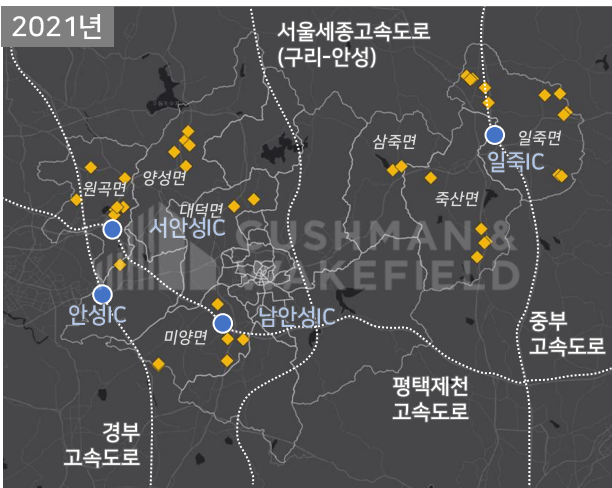 2021년
서울세종고속도로
(구리-안성)
삼죽면
일죽면
일죽IC
양성면
원곡면
죽산면
대덕면
서안성IC
CUSHMAN &
WAKEFIELD
안성IC
남안성IC
미양면
중부
고속도로
평택제천
고속도로
경부
고속도로